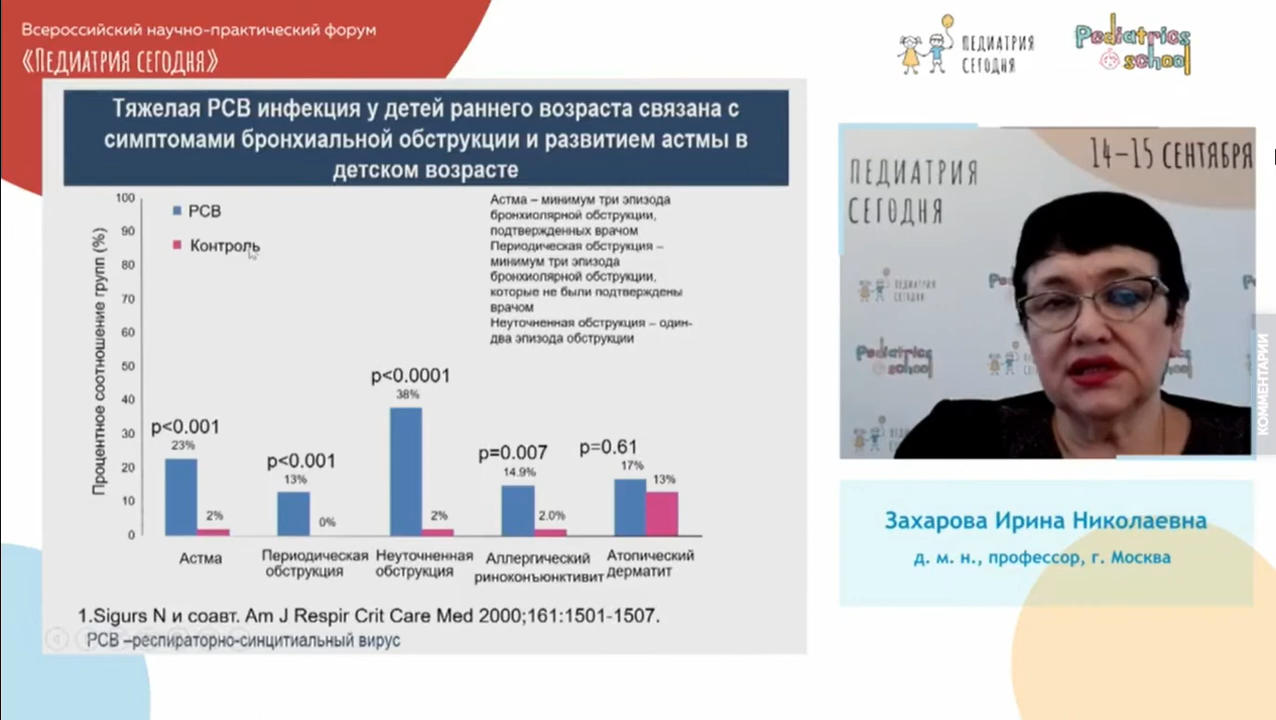 Всероссийский научно-практический форум
«Педиатрия сегодня»
ПЕДИАТРИЯ
СЕГОДНЯ
Pediatrics
school
Тяжелая РСВ инфекция у детей раннего возраста связана с
симптомами бронхиальной обструкции и развитием астмы в
детском возрасте
Процентное соотношение групп (%)
100
90
80
70
60
50
40
30
20
10
0
РСВ
Контроль
Астма – минимум три эпизода
бронхиолярной обструкции,
подтвержденных врачом
Периодическая обструкция –
минимум три эпизода
бронхиолярной обструкции,
которые не были подтверждены
врачом
Неуточненная обструкция – один-
два эпизода обструкции
p<0.001
23%
2%
p<0.001
13%
0%
p<0.0001
38%
2%
p=0.007
14.9%
2.0%
p=0.61
17%
13%
Астма
Периодическая
обструкция
Неуточненная
обструкция
Аллергический
риноконъюнктивит
Атопический
дерматит
1.Sigurs N и соавт. Am J Respir Crit Care Med 2000;161:1501-1507.
РСВ –респираторно-синцитиальный вирус
14–15 СЕНТЯБРЯ
ПЕДИАТРИЯ
СЕГОДНЯ
Pediatrics
school
КОММЕНТАРИИ
Захарова Ирина Николаевна
д. м. н., профессор, г. Москва